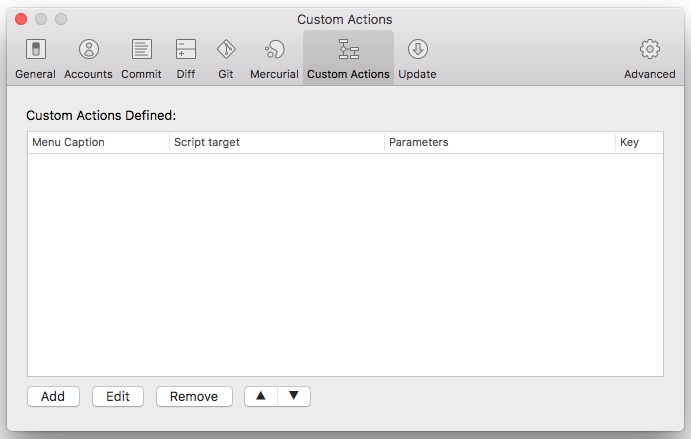 Custom Actions
General Accounts Commit Diff Git Mercurial Custom Actions Update Advanced
Custom Actions Defined:
Menu Caption Script target Parameters Key
Add Edit Remove ▲ ▼